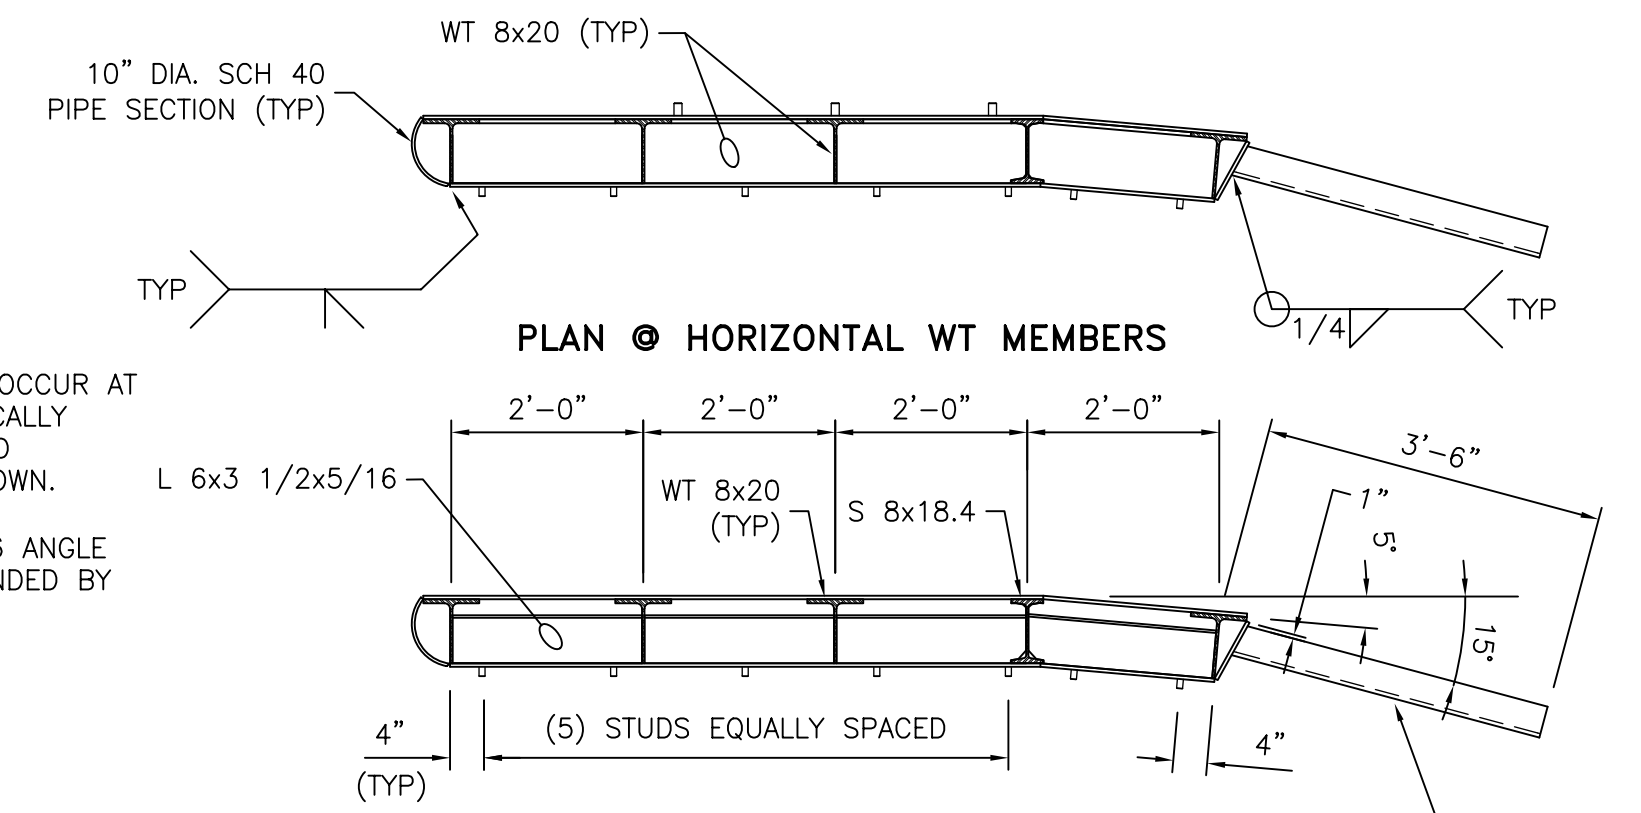 WT 8x20 (TYP)
10” DIA. SCH 40
PIPE SECTION (TYP)
TYP
1/4
TYP
PLAN @ HORIZONTAL WT MEMBERS
OCCUR AT
OWN.
ANGLE
BY
2’-0” 2’-0” 2’-0” 2’-0”
3’-6”
L 6x3 1/2x5/16
WT 8x20
(TYP)
S 8x18.4
1”
5°
15°
(5) STUDS EQUALLY SPACED
4”
(TYP)
4”